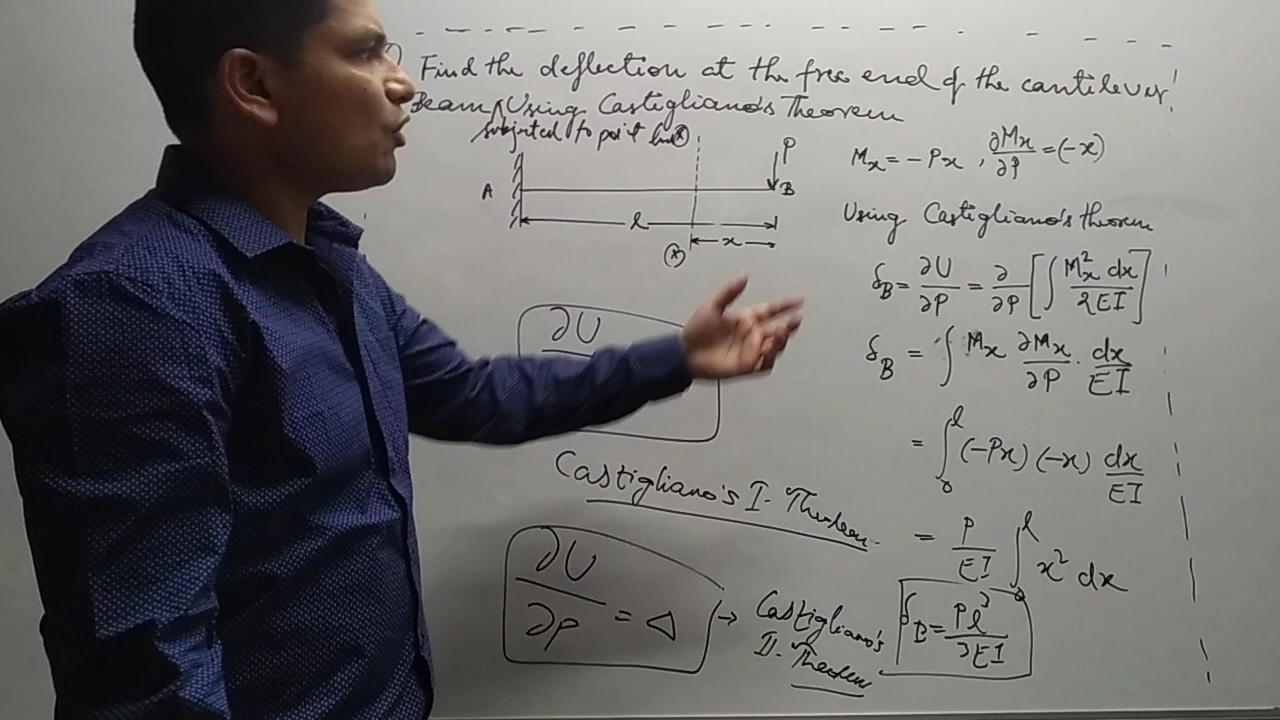 ) Find the deflection at the free end of the cantilever
Beam, Using Castigliano's Theorem
subjected to point
A
P
B
l
x
(x)
Mx = -Px , ∂Mx/∂P = (-x)
Using Castigliano's theorem
δB = ∂U/∂P = ∂/∂P [∫ Mx² dx / 2EI]
δB = ∫ Mx ∂Mx/∂P · dx/EI
= ∫₀ˡ (-Px) (-x) dx/EI
= P/EI ∫₀ˡ x² dx
δB = Pl³/3EI
∂U
Castigliano's I- Theorem
∂U/∂P = Δ → Castigliano's
II- Theorem